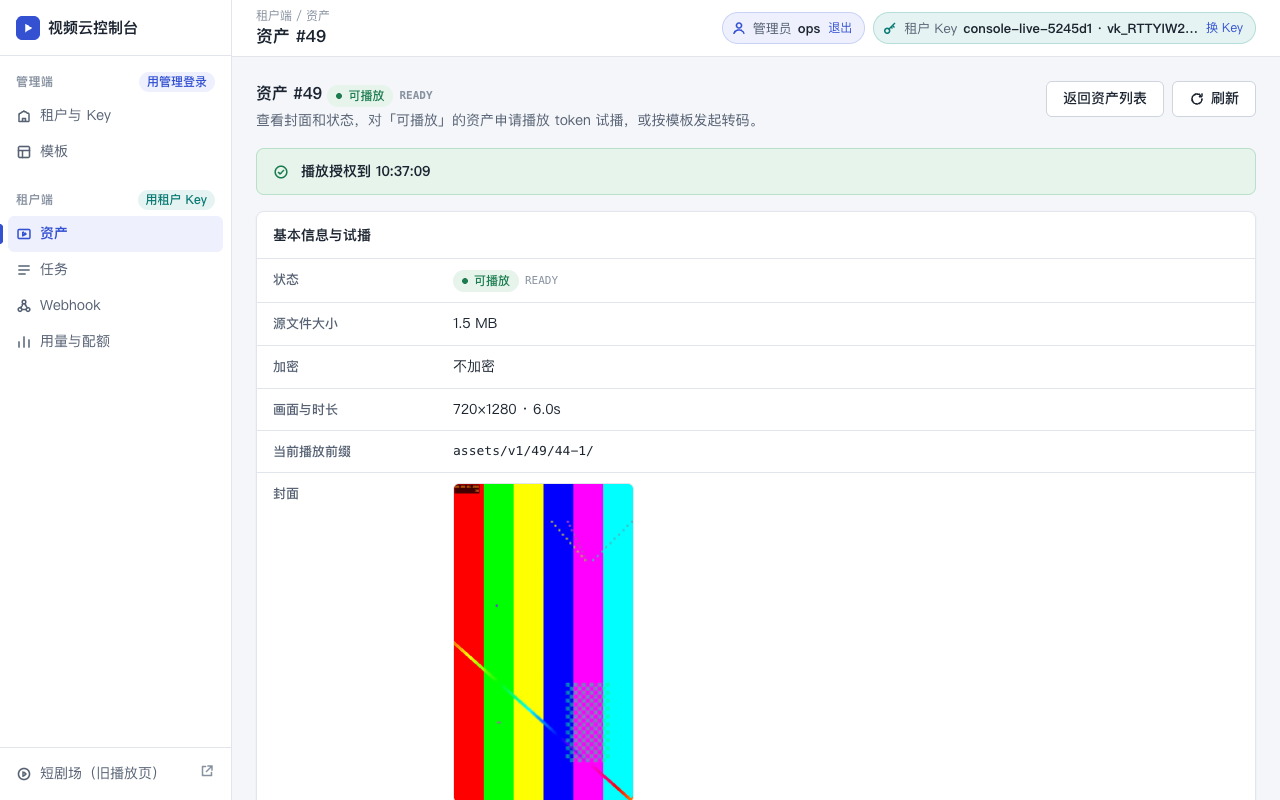 视频云控制台
管理端 用管理登录
租户与 Key
模板
租户端 用租户 Key
资产
任务
Webhook
用量与配额
短剧场（旧播放页）
租户端 / 资产
资产 #49
管理员 ops 退出
租户 Key console-live-5245d1 · vk_RTTYIW2... 换 Key
资产 #49 可播放 READY
查看封面和状态，对「可播放」的资产申请播放 token 试播，或按模板发起转码。
返回资产列表
刷新
播放授权到 10:37:09
基本信息与试播
状态 可播放 READY
源文件大小 1.5 MB
加密 不加密
画面与时长 720×1280 · 6.0s
当前播放前缀 assets/v1/49/44-1/
封面